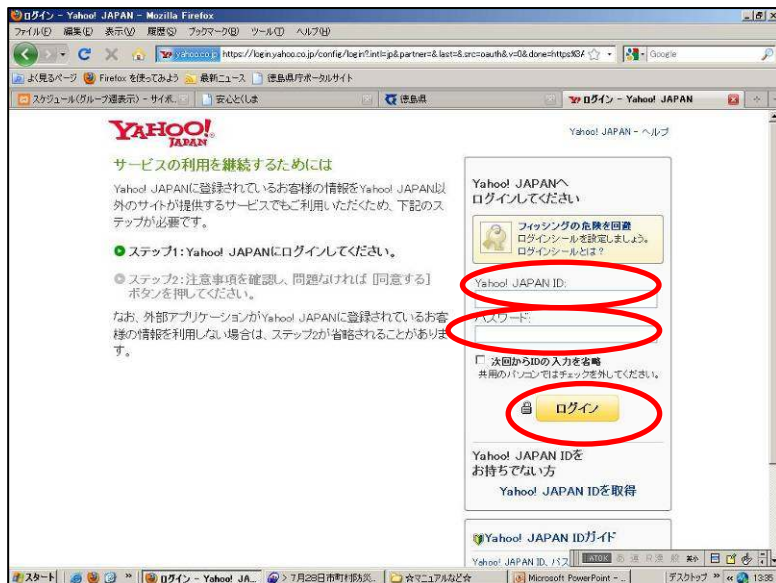 ログイン - Yahoo! JAPAN - Mozilla Firefox
ファイル(F) 編集(E) 表示(V) 履歴(S) ブックマーク(B) ツール(T) ヘルプ(H)
yahoo.co.jp https://login.yahoo.co.jp/config/login?.intl=jp&partner=&.last=&.src=oauth&.v=0&.done=https%3A Google
よく見るページ Firefox を使ってみよう 最新ニュース 徳島県庁ポータルサイト
スケジュール(グループ週表示) - サイボ... 安心とくしま 徳島県 ログイン - Yahoo! JAPAN
YAHOO! JAPAN
Yahoo! JAPAN - ヘルプ
サービスの利用を継続するためには
Yahoo! JAPANに登録されているお客様の情報をYahoo! JAPAN以
外のサイトが提供するサービスでもご利用いただくため、下記のス
テップが必要です。
ステップ1:Yahoo! JAPANにログインしてください。
ステップ2:注意事項を確認し、問題なければ [同意する]
ボタンを押してください。
なお、外部アプリケーションがYahoo! JAPANに登録されているお客
様の情報を利用しない場合は、ステップ2が省略されることがありま
す。
Yahoo! JAPANへ
ログインしてください
フィッシングの危険を回避
ログインシールを設定しましょう。
ログインシールとは?
Yahoo! JAPAN ID:
パスワード:
次回からIDの入力を省略
共用のパソコンではチェックを外してください。
ログイン
Yahoo! JAPAN IDを
お持ちでない方
Yahoo! JAPAN IDを取得
Yahoo! JAPAN IDガイド
Yahoo! JAPAN ID、パス
ATOK
スタート ログイン - Yahoo! JA... 7月28日市町村防災... ☆マニュアルなど☆ Microsoft PowerPoint - ... デスクトップ 13:27